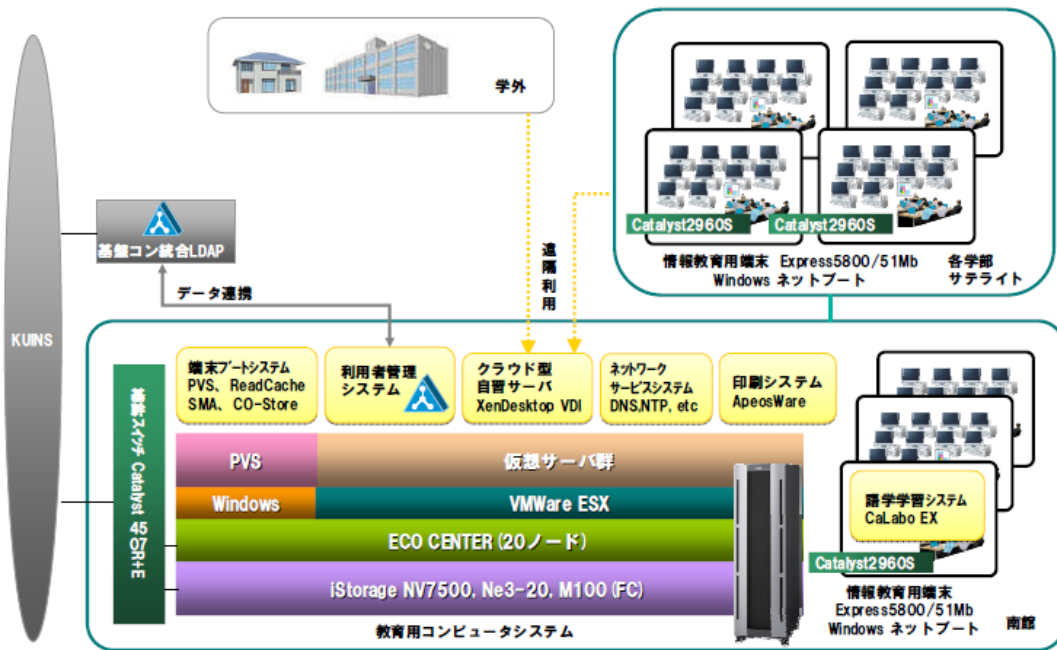 学外
Catalyst2960S
Catalyst2960S
情報教育用端末 Express5800/51Mb
Windows ネットブート
各学部
サテライト
基盤コン統合LDAP
データ連携
遠隔利用
KUINS
端末ブートシステム
PVS、ReadCache
SMA、CO-Store
利用者管理
システム
クラウド型
自習サーバ
XenDesktop VDI
ネットワーク
サービスシステム
DNS,NTP, etc
印刷システム
ApeosWare
基幹スイッチ Catalyst 4507R+E
PVS
仮想サーバ群
Windows
VMWare ESX
ECO CENTER (20ノード)
iStorage NV7500, Ne3-20, M100 (FC)
教育用コンピュータシステム
語学学習システム
CaLabo EX
Catalyst2960S
情報教育用端末
Express5800/51Mb
Windows ネットブート
南館